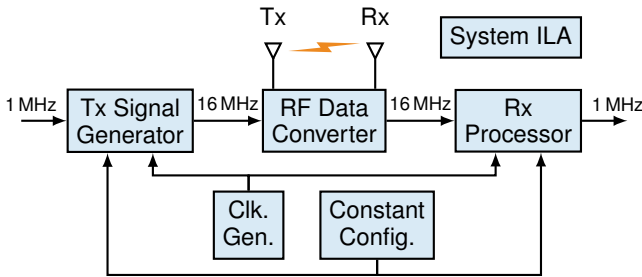 Tx
Rx
System ILA
1 MHz
Tx Signal
Generator
16 MHz
RF Data
Converter
16 MHz
Rx
Processor
1 MHz
Clk.
Gen.
Constant
Config.